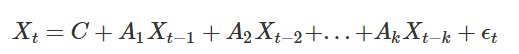 X_t = C + A_1 X_{t-1} + A_2 X_{t-2}+...+A_k X_{t-k} + ϵ_t